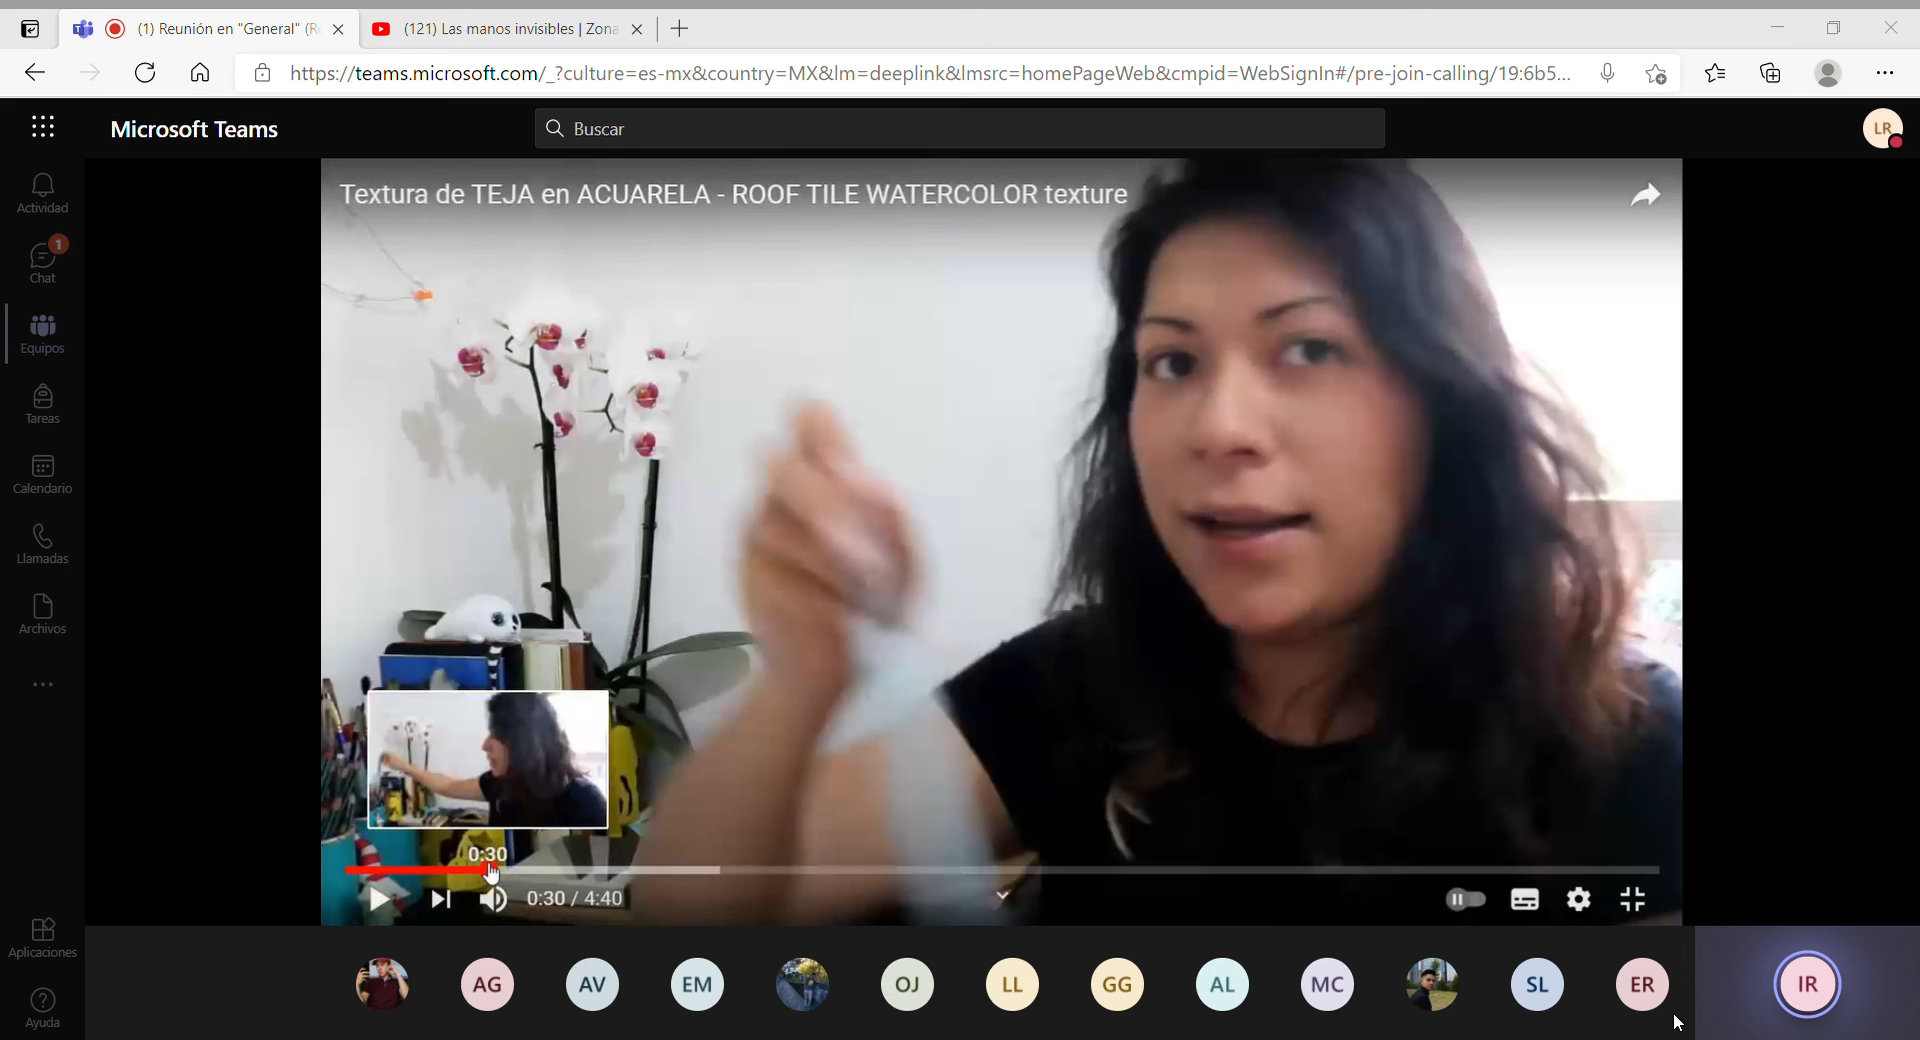 (1) Reunión en "General" (R
(121) Las manos invisibles | Zona
https://teams.microsoft.com/_?culture=es-mx&country=MX&lm=deeplink&lmsrc=homePageWeb&cmpid=WebSignIn#/pre-join-calling/19:6b5...
Microsoft Teams
Buscar
LR
Actividad
1
Chat
Equipos
Tareas
Calendario
Llamadas
Archivos
Aplicaciones
Ayuda
Textura de TEJA en ACUARELA - ROOF TILE WATERCOLOR texture
0:30
0:30 / 4:40
AG
AV
EM
OJ
LL
GG
AL
MC
SL
ER
IR